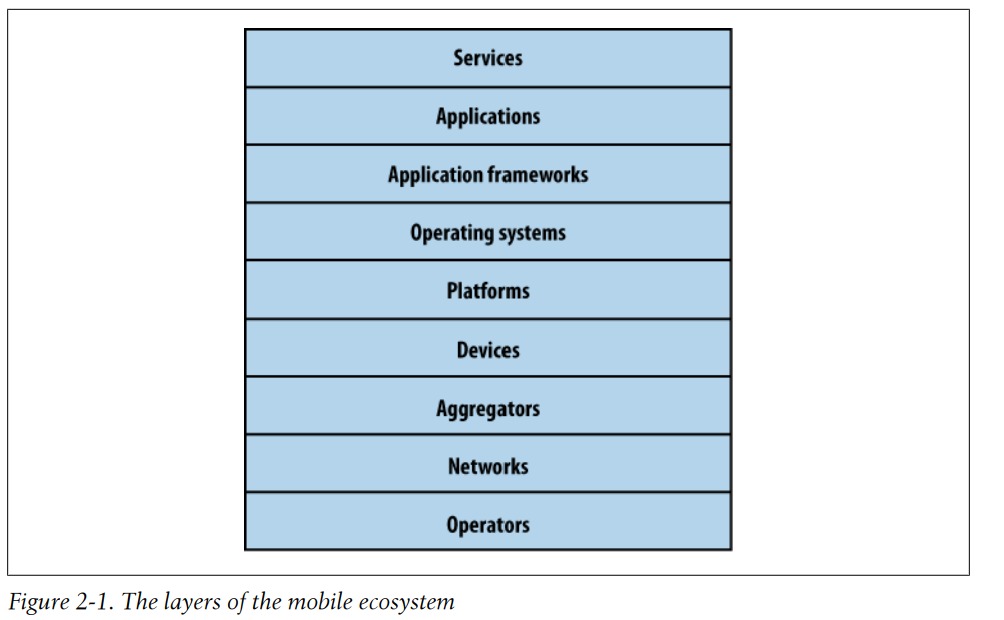 Services
Applications
Application frameworks
Operating systems
Platforms
Devices
Aggregators
Networks
Operators
Figure 2-1. The layers of the mobile ecosystem